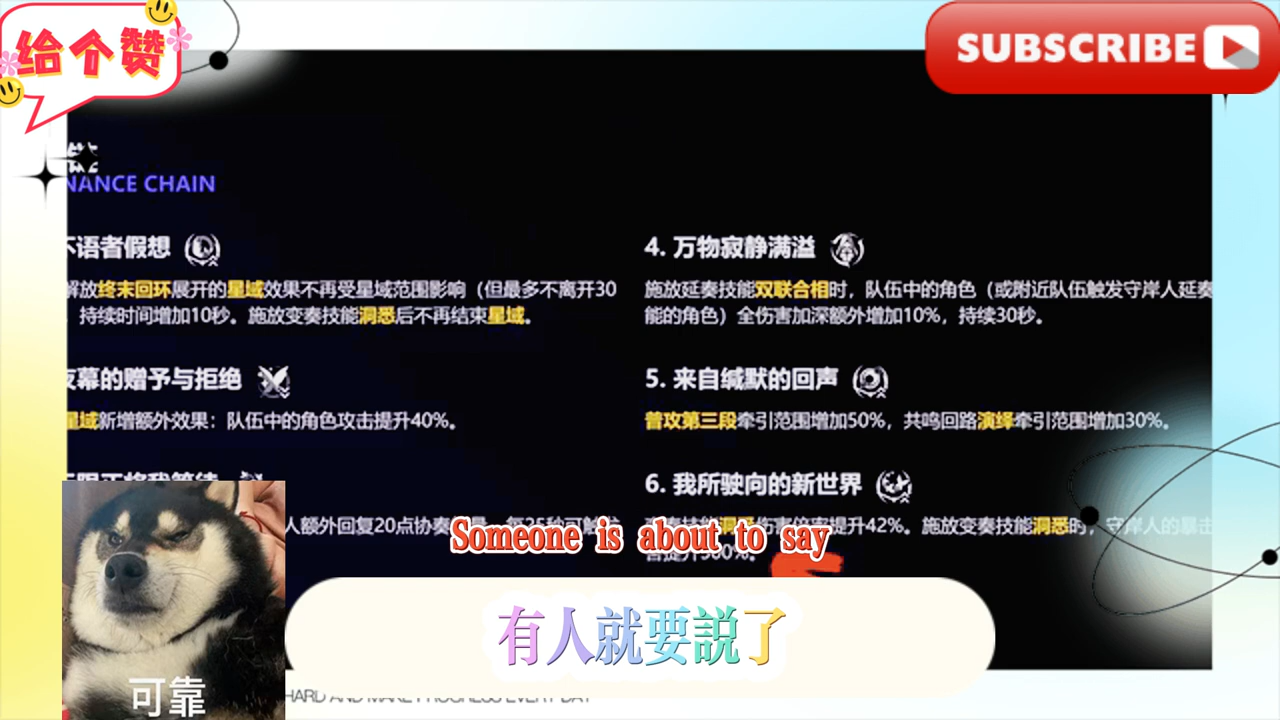 给个赞
SUBSCRIBE
NANCE CHAIN
不语者假想
解放终末回环展开的星域效果不再受星域范围影响（但最多不离开30
持续时间增加10秒。施放变奏技能洞悉后不再结束星域。
夜幕的赠予与拒绝
星域新增额外效果：队伍中的角色攻击提升40%。
4. 万物寂静满溢
施放延奏技能双联合相时，队伍中的角色（或附近队伍触发守岸人延奏
能的角色）全伤害加深额外增加10%，持续30秒。
5. 来自缄默的回声
普攻第三段牵引范围增加50%，共鸣回路演绎牵引范围增加30%。
6. 我所驶向的新世界
伤害倍率提升42%。施放变奏技能洞悉时，守岸人的暴击
人额外回复20点协奏
Someone is about to say
有人就要説了
可靠
HARD AND MAKE PROGRESS EVERY DAY